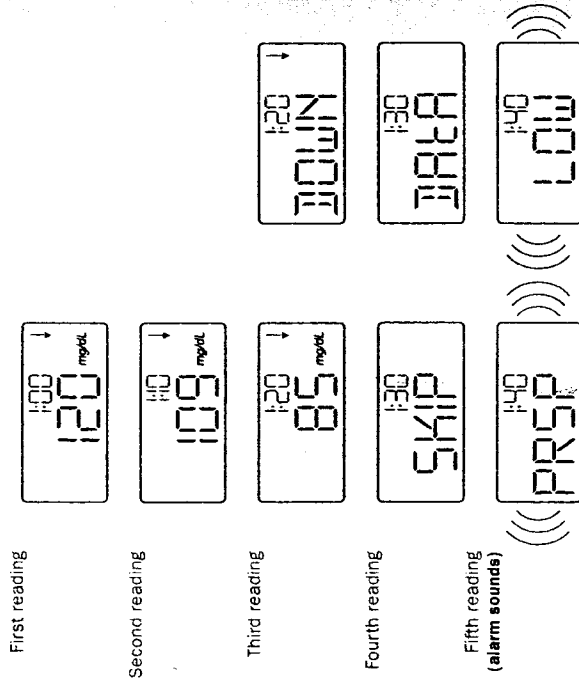 First reading
1:00
120 mg/dL
Second reading
1:10
109 mg/dL
Third reading
1:20
85 mg/dL
1:20
Fourth reading
1:30
SKIP
1:30
Fifth reading
(alarm sounds)
1:40
PRSP
1:40
LOW